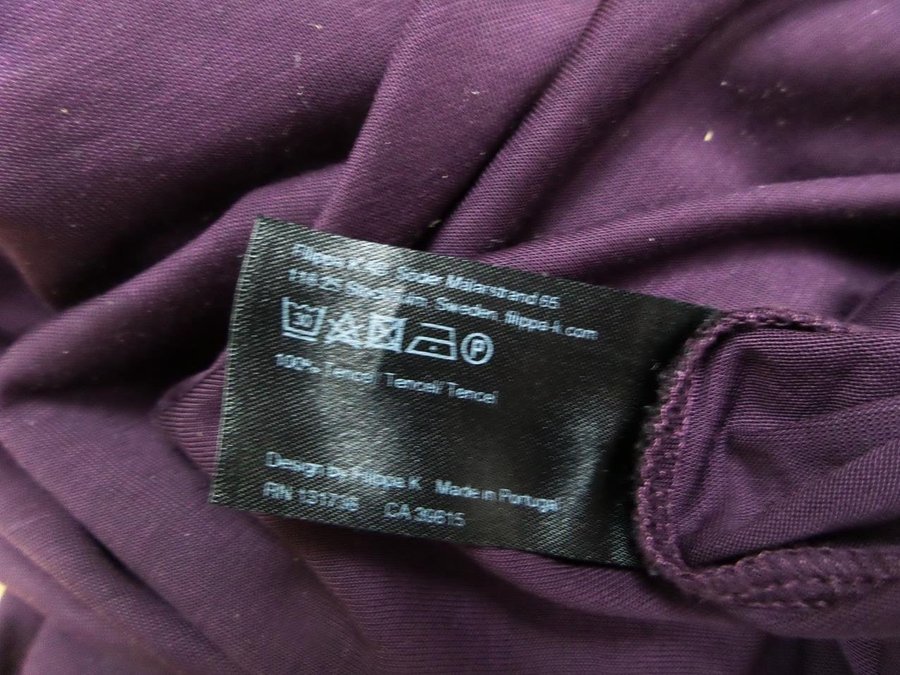 Filippa K AB Söder Mälarstrand 65
118 25 Stockholm, Sweden, filippa-k.com
30 P
100% Tencel/ Tencel/ Tencel
Design by Filippa K Made in Portugal
RN 131736 CA 39815